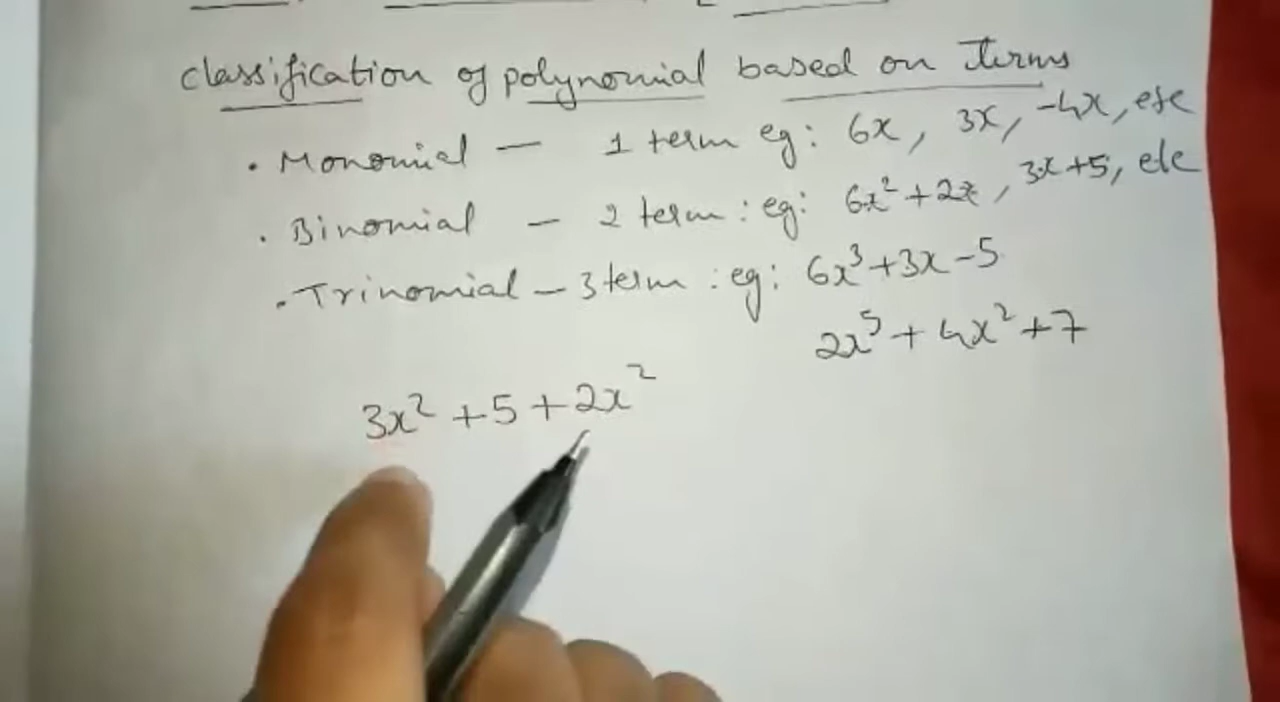 classification of polynomial based on Terms
. Monomial — 1 term eg: 6x, 3x, -4x, etc
. Binomial — 2 term: eg: 6x² + 2x, 3x+5, etc
. Trinomial — 3 term: eg: 6x³+3x-5
2x⁵ + 4x² + 7
3x² + 5 + 2x²